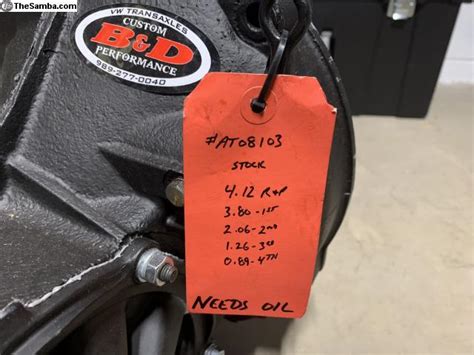 TheSamba.com
VW TRANSAXLES
CUSTOM
B&D
PERFORMANCE
989-277-0040
#AT08103
STOCK
4.12 R+P
3.80-1ST
2.06-2ND
1.26-3RD
0.89-4TH
NEEDS OIL